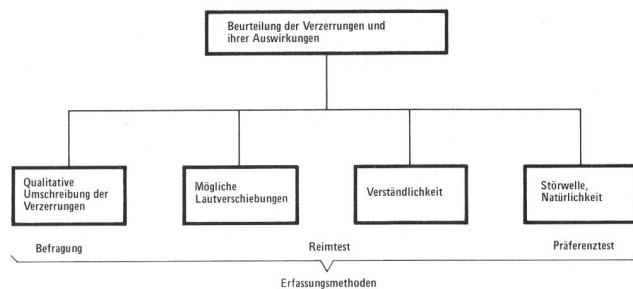 Beurteilung der Verzerrungen und
ihrer Auswirkungen
Qualitative
Umschreibung der
Verzerrungen
Mögliche
Lautverschiebungen
Verständlichkeit
Störwelle,
Natürlichkeit
Befragung
Reimtest
Präferenztest
Erfassungsmethoden